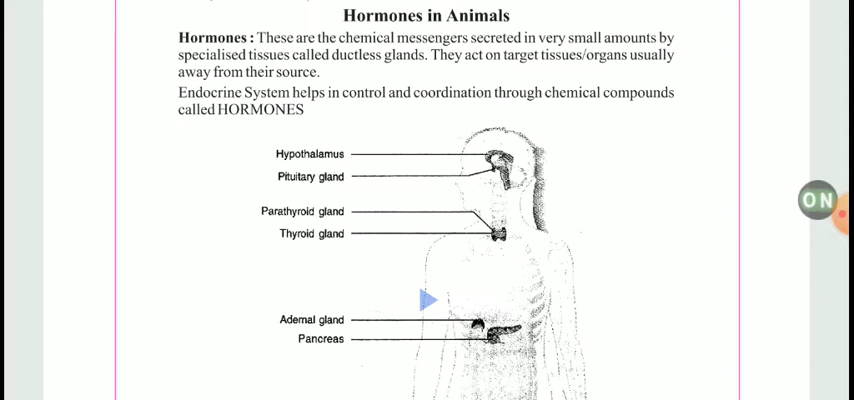 Hormones in Animals
Hormones : These are the chemical messengers secreted in very small amounts by
specialised tissues called ductless glands. They act on target tissues/organs usually
away from their source.
Endocrine System helps in control and coordination through chemical compounds
called HORMONES
Hypothalamus
Pituitary gland
Parathyroid gland
Thyroid gland
Adernal gland
Pancreas
ON